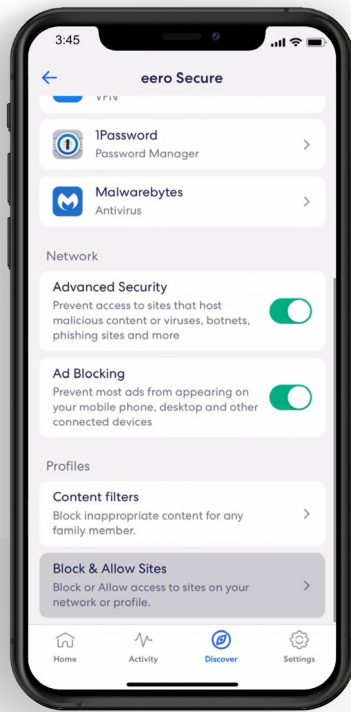 3:45
eero Secure
VPN
1Password
Password Manager
Malwarebytes
Antivirus
Network
Advanced Security
Prevent access to sites that host
malicious content or viruses, botnets,
phishing sites and more
Ad Blocking
Prevent most ads from appearing on
your mobile phone, desktop and other
connected devices
Profiles
Content filters
Block inappropriate content for any
family member.
Block & Allow Sites
Block or Allow access to sites on your
network or profile.
Home Activity Discover Settings